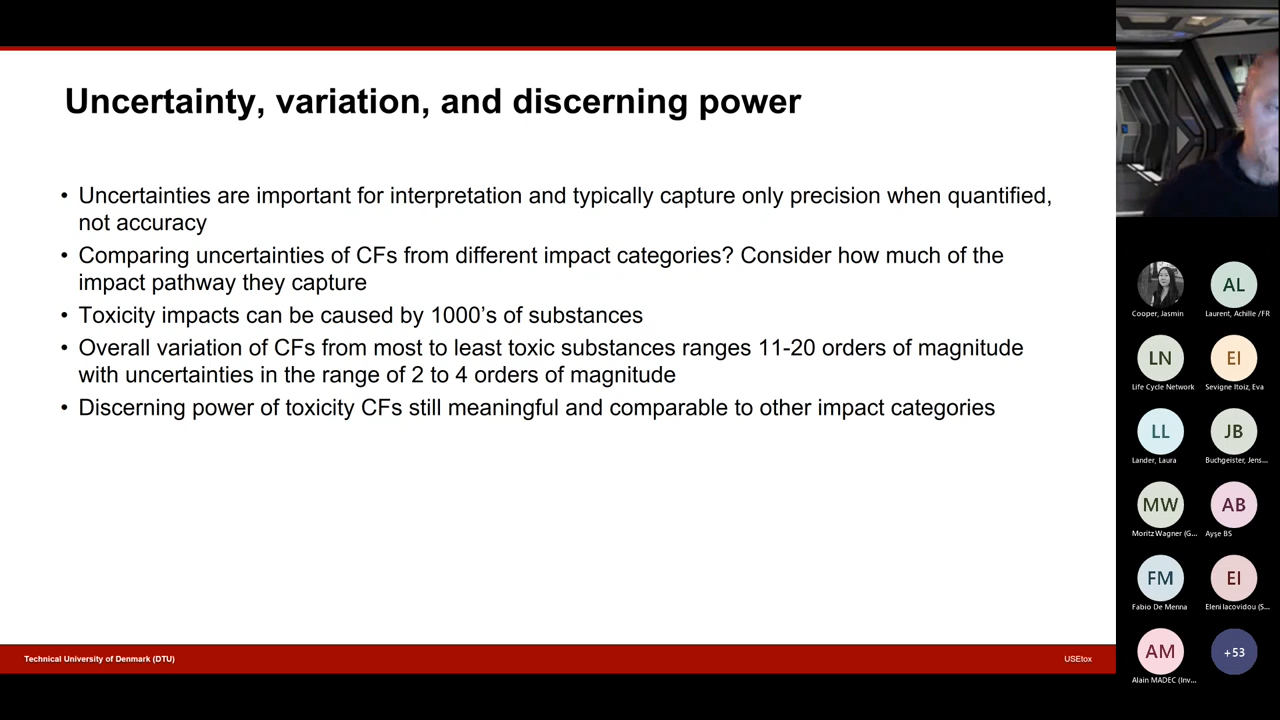 Uncertainty, variation, and discerning power
• Uncertainties are important for interpretation and typically capture only precision when quantified,
not accuracy
• Comparing uncertainties of CFs from different impact categories? Consider how much of the
impact pathway they capture
• Toxicity impacts can be caused by 1000’s of substances
• Overall variation of CFs from most to least toxic substances ranges 11-20 orders of magnitude
with uncertainties in the range of 2 to 4 orders of magnitude
• Discerning power of toxicity CFs still meaningful and comparable to other impact categories
Technical University of Denmark (DTU)
USEtox
Cooper, Jasmin
AL
Laurent, Achille /FR
LN
Life Cycle Network
EI
Sevigne Itoiz, Eva
LL
Lander, Laura
JB
Buchgeister, Jens...
MW
Moritz Wagner (G...
AB
Ayşe BS
FM
Fabio De Menna
EI
Eleni Iacovidou (S...
AM
Alain MADEC (Inv...
+53